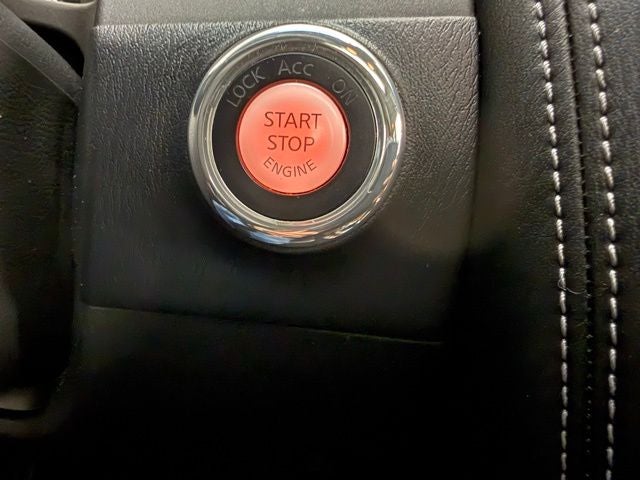 LOCK Acc ON
START
STOP
ENGINE